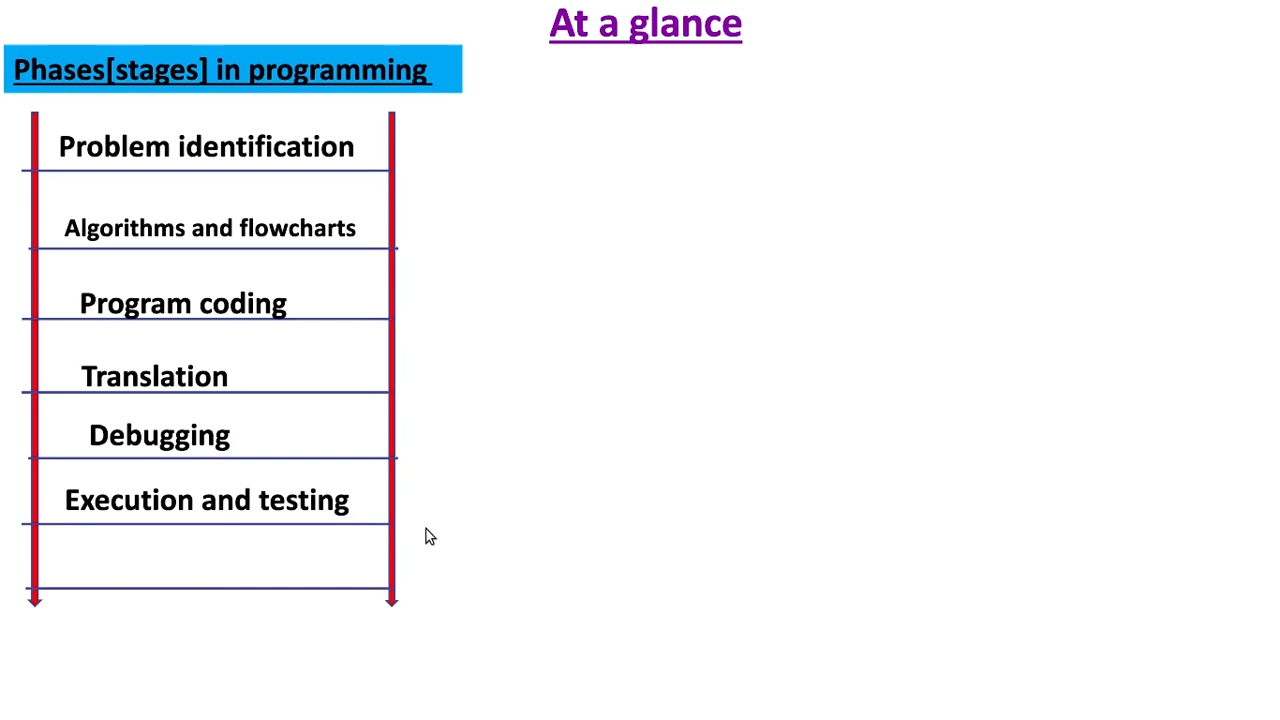 At a glance
Phases[stages] in programming
Problem identification
Algorithms and flowcharts
Program coding
Translation
Debugging
Execution and testing